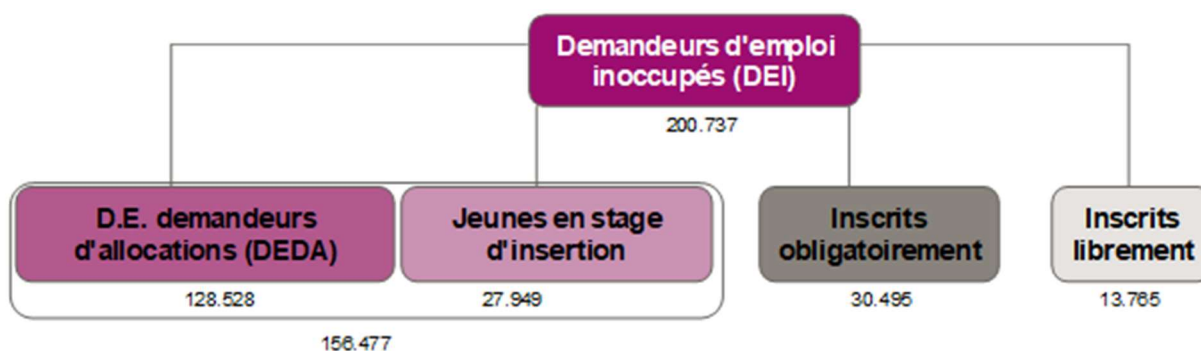 Demandeurs d'emploi
inoccupés (DEI)
200.737
D.E. demandeurs
d'allocations (DEDA)
Jeunes en stage
d'insertion
Inscrits
obligatoirement
Inscrits
librement
128.528
27.949
30.495
13.765
156.477